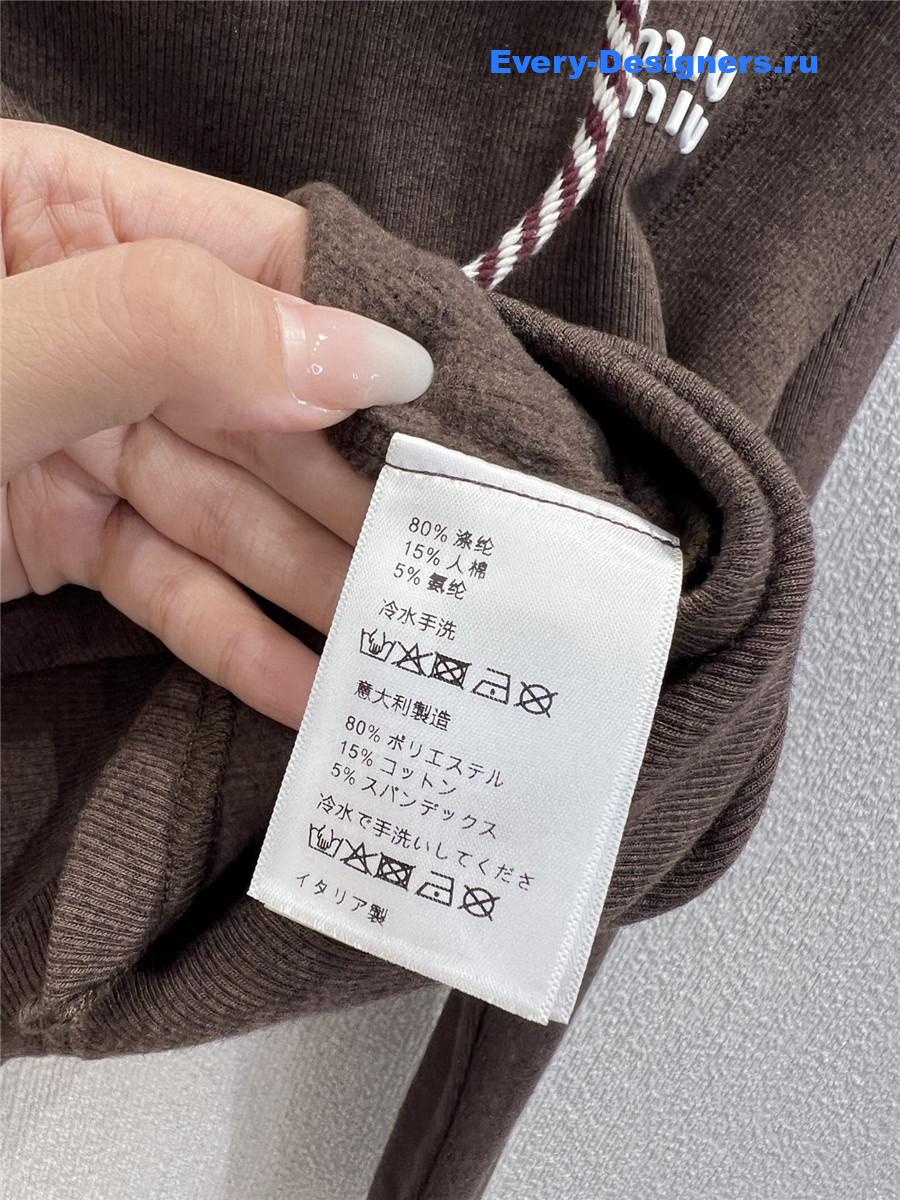 Every-Designers.ru
miu
miu
80% 涤纶
15% 人棉
5% 氨纶
冷水手洗
意大利製造
80% ポリエステル
15% コットン
5% スパンデックス
冷水で手洗いしてくださ
イタリア製